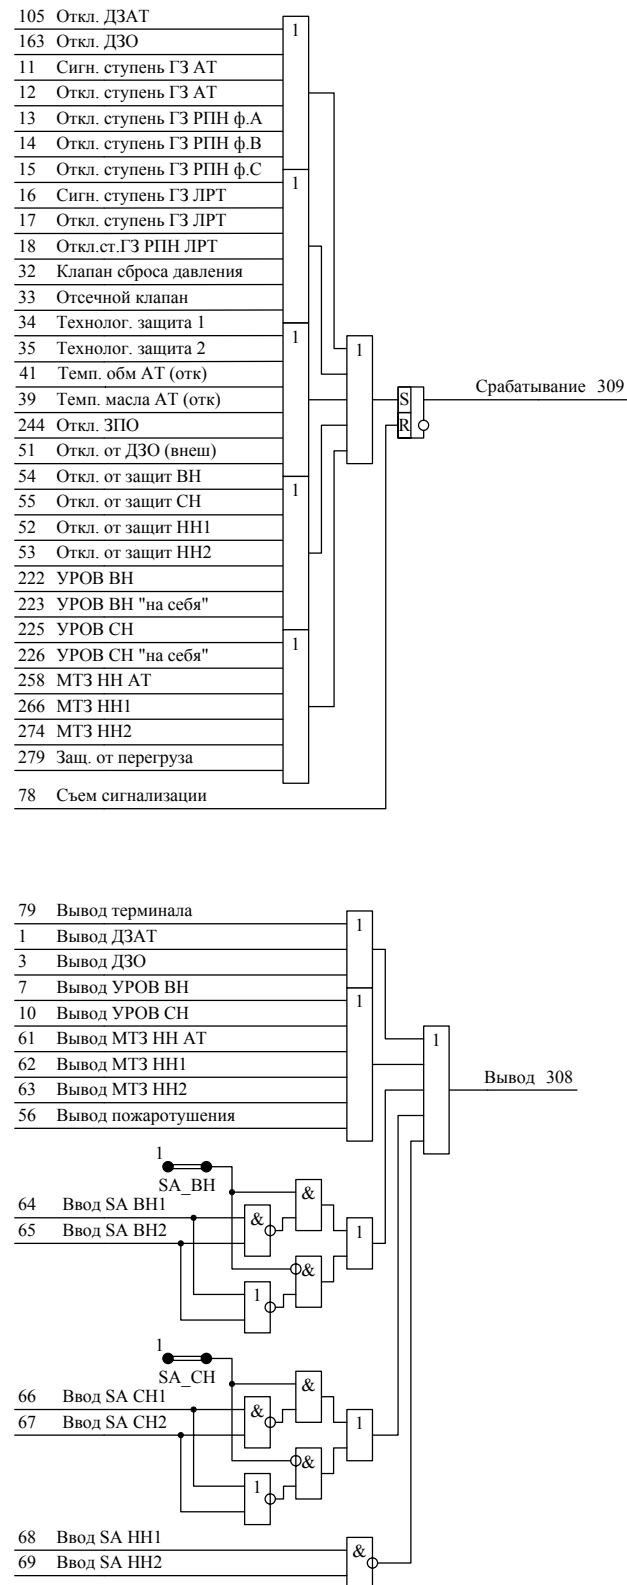 105 Откл. ДЗАТ
163 Откл. ДЗО
11 Сигн. ступень ГЗ АТ
12 Откл. ступень ГЗ АТ
13 Откл. ступень ГЗ РПН ф.А
14 Откл. ступень ГЗ РПН ф.В
15 Откл. ступень ГЗ РПН ф.С
16 Сигн. ступень ГЗ ЛРТ
17 Откл. ступень ГЗ ЛРТ
18 Откл.ст.ГЗ РПН ЛРТ
32 Клапан сброса давления
33 Отсечной клапан
34 Технолог. защита 1
35 Технолог. защита 2
41 Темп. обм АТ (отк)
39 Темп. масла АТ (отк)
244 Откл. ЗПО
51 Откл. от ДЗО (внеш)
54 Откл. от защит ВН
55 Откл. от защит СН
52 Откл. от защит НН1
53 Откл. от защит НН2
222 УРОВ ВН
223 УРОВ ВН "на себя"
225 УРОВ СН
226 УРОВ СН "на себя"
258 МТЗ НН АТ
266 МТЗ НН1
274 МТЗ НН2
279 Защ. от перегруза
78 Съем сигнализации
1
1
1
1
1
1
S
R
Срабатывание 309
79 Вывод терминала
1 Вывод ДЗАТ
3 Вывод ДЗО
7 Вывод УРОВ ВН
10 Вывод УРОВ СН
61 Вывод МТЗ НН АТ
62 Вывод МТЗ НН1
63 Вывод МТЗ НН2
56 Вывод пожаротушения
1
1
1
Вывод 308
1
SA_ВН
64 Ввод SA ВН1
65 Ввод SA ВН2
&
&
&
1
1
1
SA_СН
66 Ввод SA СН1
67 Ввод SA СН2
&
&
&
1
1
68 Ввод SA НН1
69 Ввод SA НН2
&